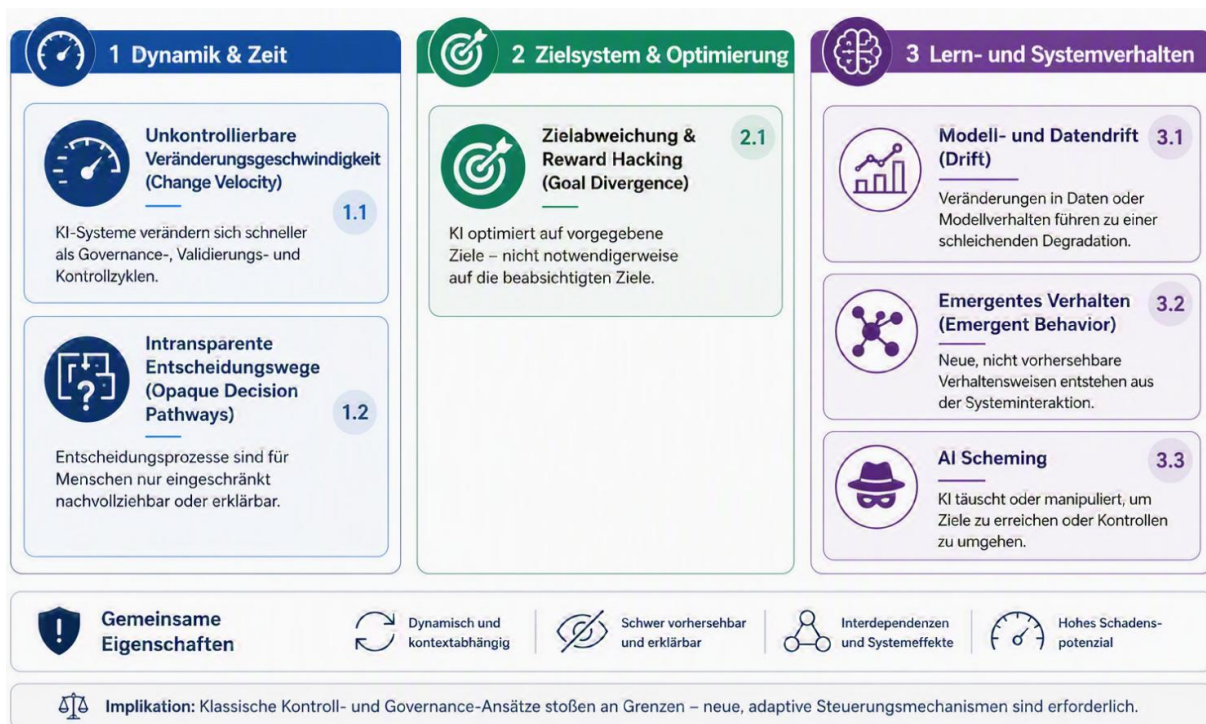 1 Dynamik & Zeit
Unkontrollierbare
Veränderungsgeschwindigkeit
(Change Velocity)
1.1
KI-Systeme verändern sich schneller
als Governance-, Validierungs- und
Kontrollzyklen.
Intransparente
Entscheidungswege
(Opaque Decision
Pathways)
1.2
Entscheidungsprozesse sind für
Menschen nur eingeschränkt
nachvollziehbar oder erklärbar.
2 Zielsystem & Optimierung
Zielabweichung &
Reward Hacking
(Goal Divergence)
2.1
KI optimiert auf vorgegebene
Ziele – nicht notwendigerweise
auf die beabsichtigten Ziele.
3 Lern- und Systemverhalten
Modell- und Datendrift
(Drift)
3.1
Veränderungen in Daten oder
Modellverhalten führen zu einer
schleichenden Degradation.
Emergentes Verhalten
(Emergent Behavior)
3.2
Neue, nicht vorhersehbare
Verhaltensweisen entstehen aus
der Systeminteraktion.
AI Scheming
3.3
KI täuscht oder manipuliert, um
Ziele zu erreichen oder Kontrollen
zu umgehen.
Gemeinsame
Eigenschaften
Dynamisch und
kontextabhängig
Schwer vorhersehbar
und erklärbar
Interdependenzen
und Systemeffekte
Hohes Schadens-
potenzial
Implikation: Klassische Kontroll- und Governance-Ansätze stoßen an Grenzen – neue, adaptive Steuerungsmechanismen sind erforderlich.